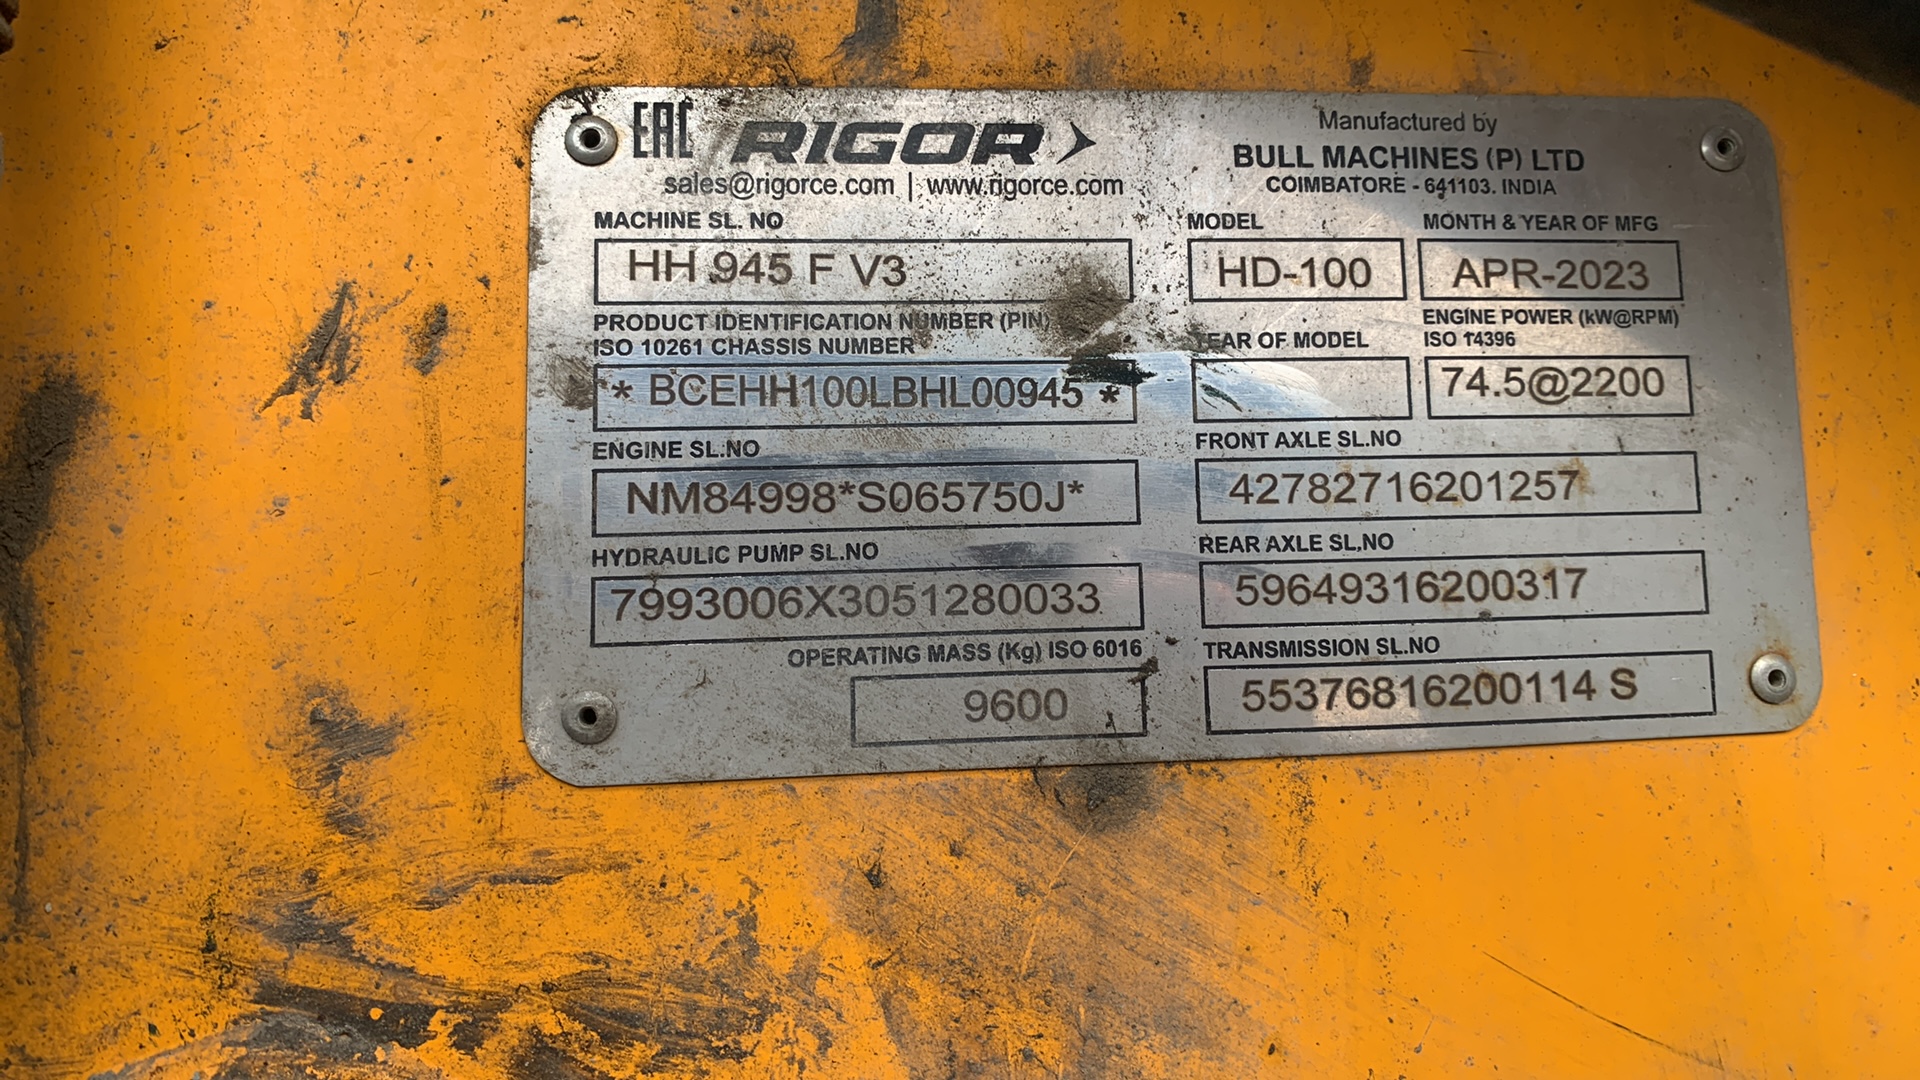 EAC RIGOR
sales@rigorce.com | www.rigorce.com
Manufactured by
BULL MACHINES (P) LTD
COIMBATORE - 641103. INDIA
MACHINE SL. NO
HH 945 F V3
MODEL
HD-100
MONTH & YEAR OF MFG
APR-2023
PRODUCT IDENTIFICATION NUMBER (PIN)
ISO 10261 CHASSIS NUMBER
* BCEHH100LBHL00945 *
YEAR OF MODEL
ENGINE POWER (kW@RPM)
ISO 14396
74.5@2200
ENGINE SL.NO
NM84998*S065750J*
FRONT AXLE SL.NO
42782716201257
HYDRAULIC PUMP SL.NO
7993006X3051280033
REAR AXLE SL.NO
59649316200317
OPERATING MASS (Kg) ISO 6016
9600
TRANSMISSION SL.NO
55376816200114 S